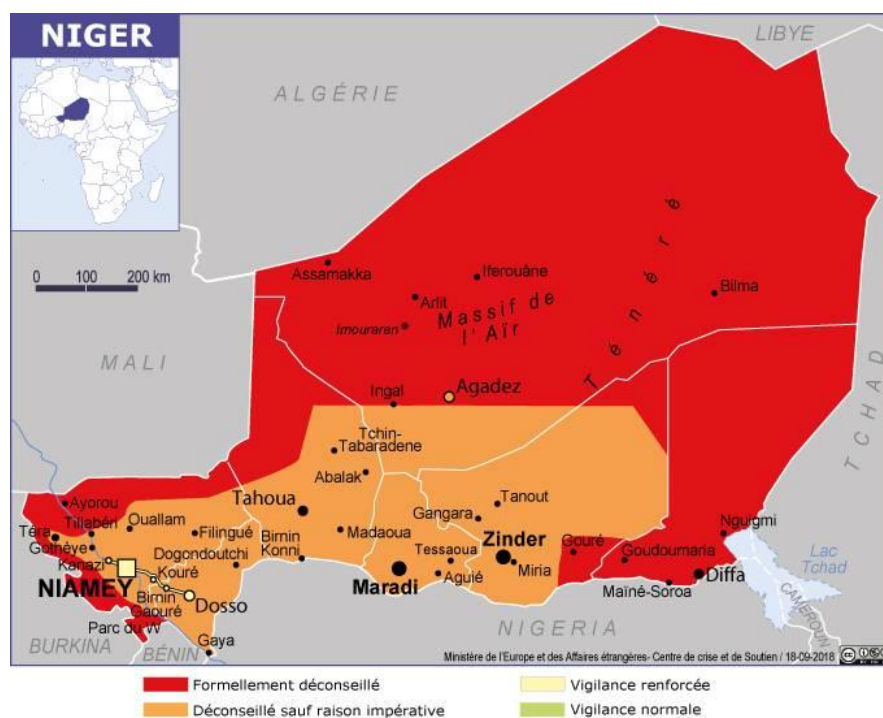 NIGER
LIBYE
ALGÉRIE
0 100 200 km
Assamakka
Iferouâne
Arlit
Bilma
Imouraren
Massif de
l'Aïr
Ténéré
MALI
TCHAD
Ingal
Agadez
Tchin-
Tabaradene
Abalak
Tahoua
Tanout
Gangara
Ayorou
Tillabéri
Ouallam
Téra
Gothèye
Filingué
Birnin
Konni
Madaoua
Tessaoua
Zinder
Gouré
Nguigmi
Goudoumaria
Kanazi
Dogondoutchi
Kouré
NIAMEY
Maradi
Aguié
Miria
Diffa
Maïné-Soroa
Lac
Tchad
Birnin
Gaouré
Dosso
Parc du W
Gaya
BURKINA
BÉNIN
NIGERIA
CAMEROUN
Ministère de l'Europe et des Affaires étrangères- Centre de crise et de Soutien / 18-09-2018
Formellement déconseillé
Vigilance renforcée
Déconseillé sauf raison impérative
Vigilance normale